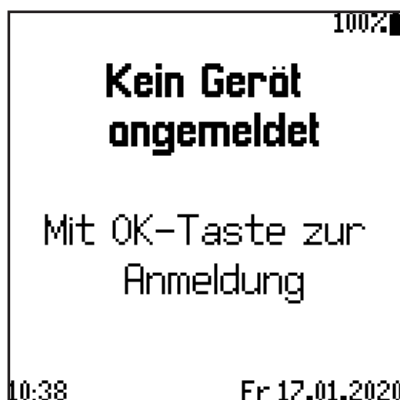 100%
Kein Gerät
angemeldet
Mit OK-Taste zur
Anmeldung
10:38 Fr 17.01.2020